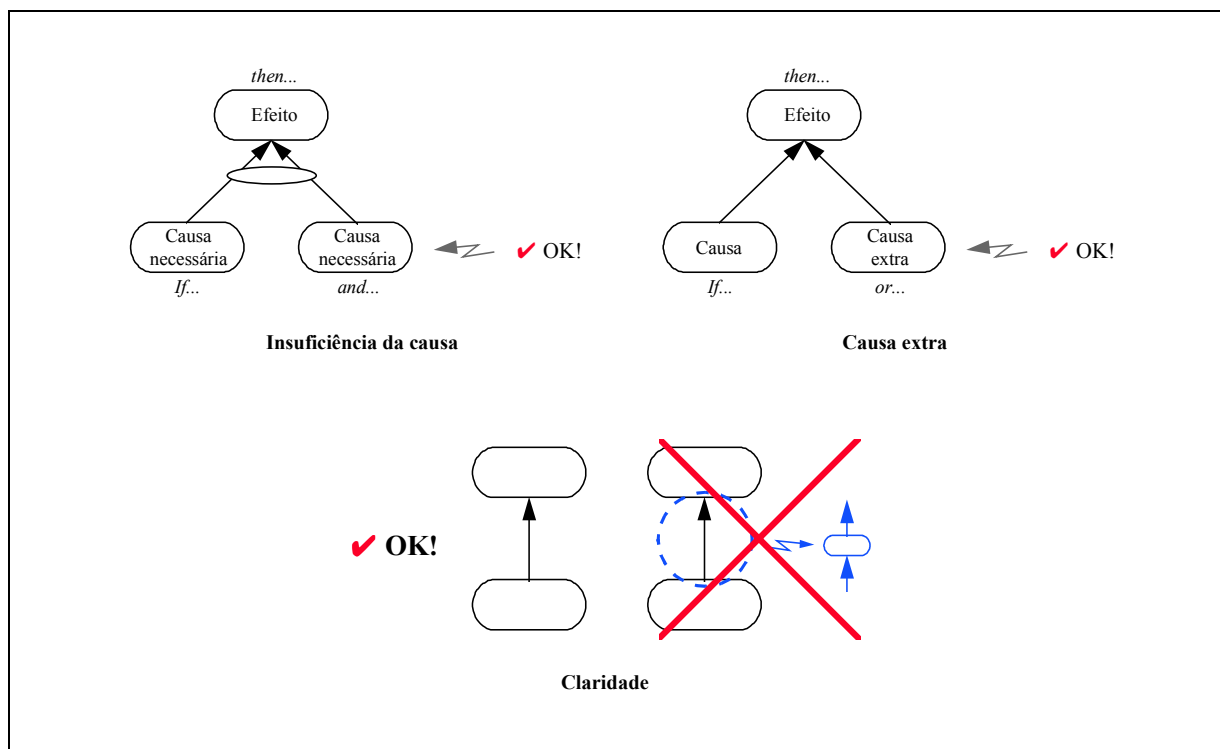 then...
Efeito
Causa
necessária
Causa
necessária
✔ OK!
If...
and...
Insuficiência da causa
then...
Efeito
Causa
Causa
extra
✔ OK!
If...
or...
Causa extra
✔ OK!
Claridade